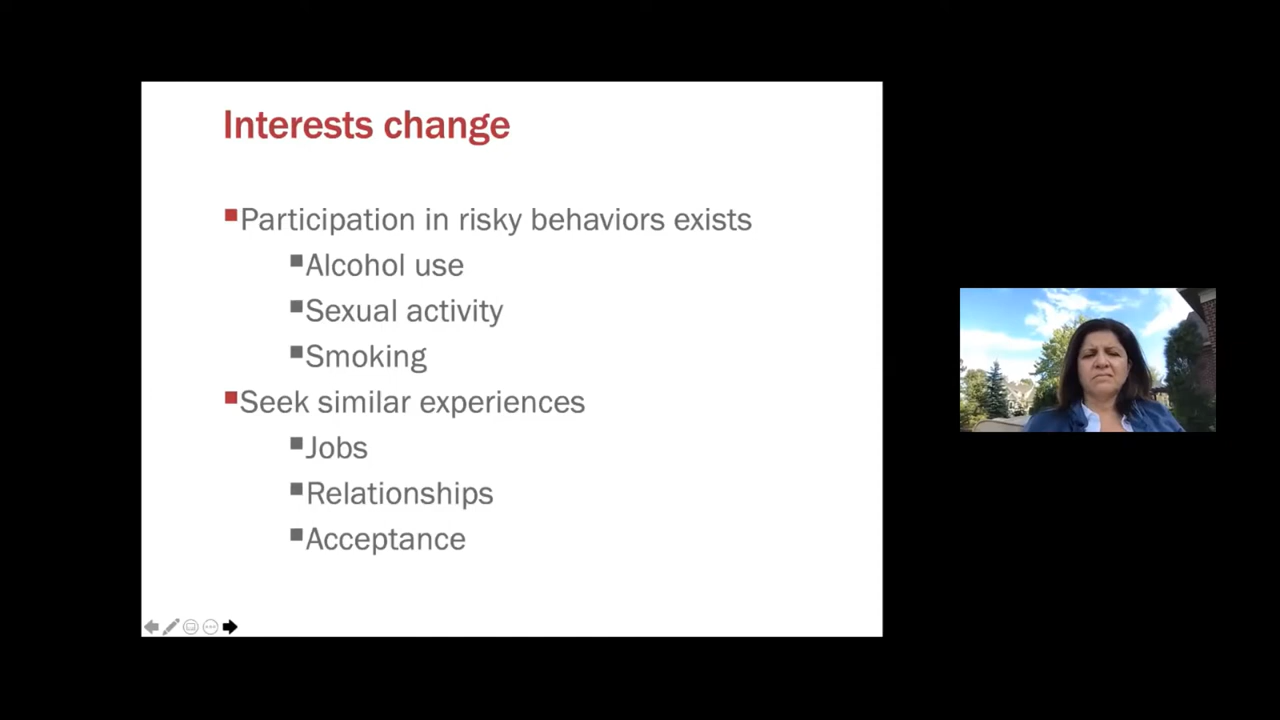 Interests change
Participation in risky behaviors exists
Alcohol use
Sexual activity
Smoking
Seek similar experiences
Jobs
Relationships
Acceptance